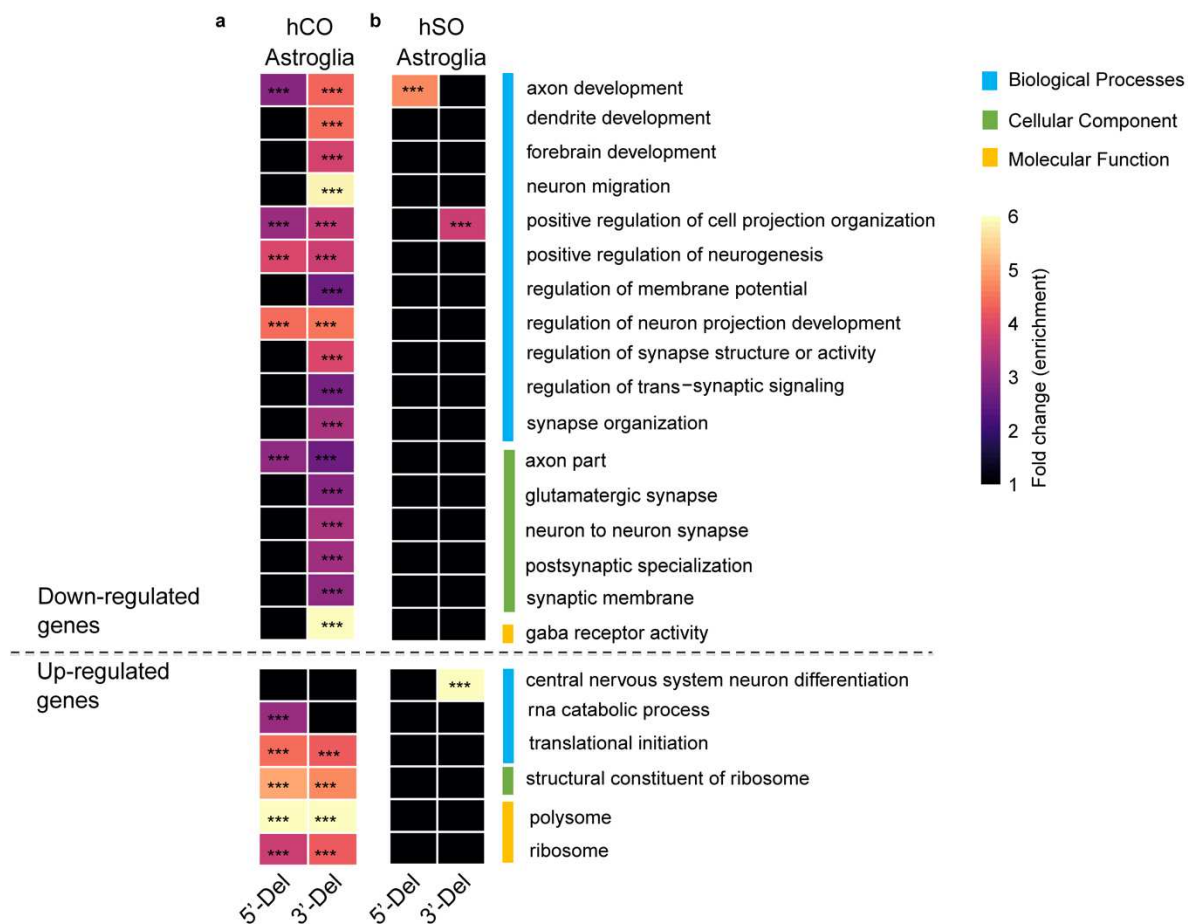 a hCO b hSO
Astroglia Astroglia
*** *** *** axon development
*** dendrite development
*** forebrain development
*** neuron migration
*** *** *** positive regulation of cell projection organization
*** *** positive regulation of neurogenesis
*** regulation of membrane potential
*** *** regulation of neuron projection development
*** regulation of synapse structure or activity
*** regulation of trans−synaptic signaling
*** synapse organization
*** *** axon part
*** glutamatergic synapse
*** neuron to neuron synapse
*** postsynaptic specialization
*** synaptic membrane
*** gaba receptor activity
Down-regulated
genes
Up-regulated
genes
*** central nervous system neuron differentiation
*** rna catabolic process
*** *** translational initiation
*** *** structural constituent of ribosome
*** *** polysome
*** *** ribosome
5'-Del 3'-Del 5'-Del 3'-Del
Biological Processes
Cellular Component
Molecular Function
6
5
4
3
2
1
Fold change (enrichment)